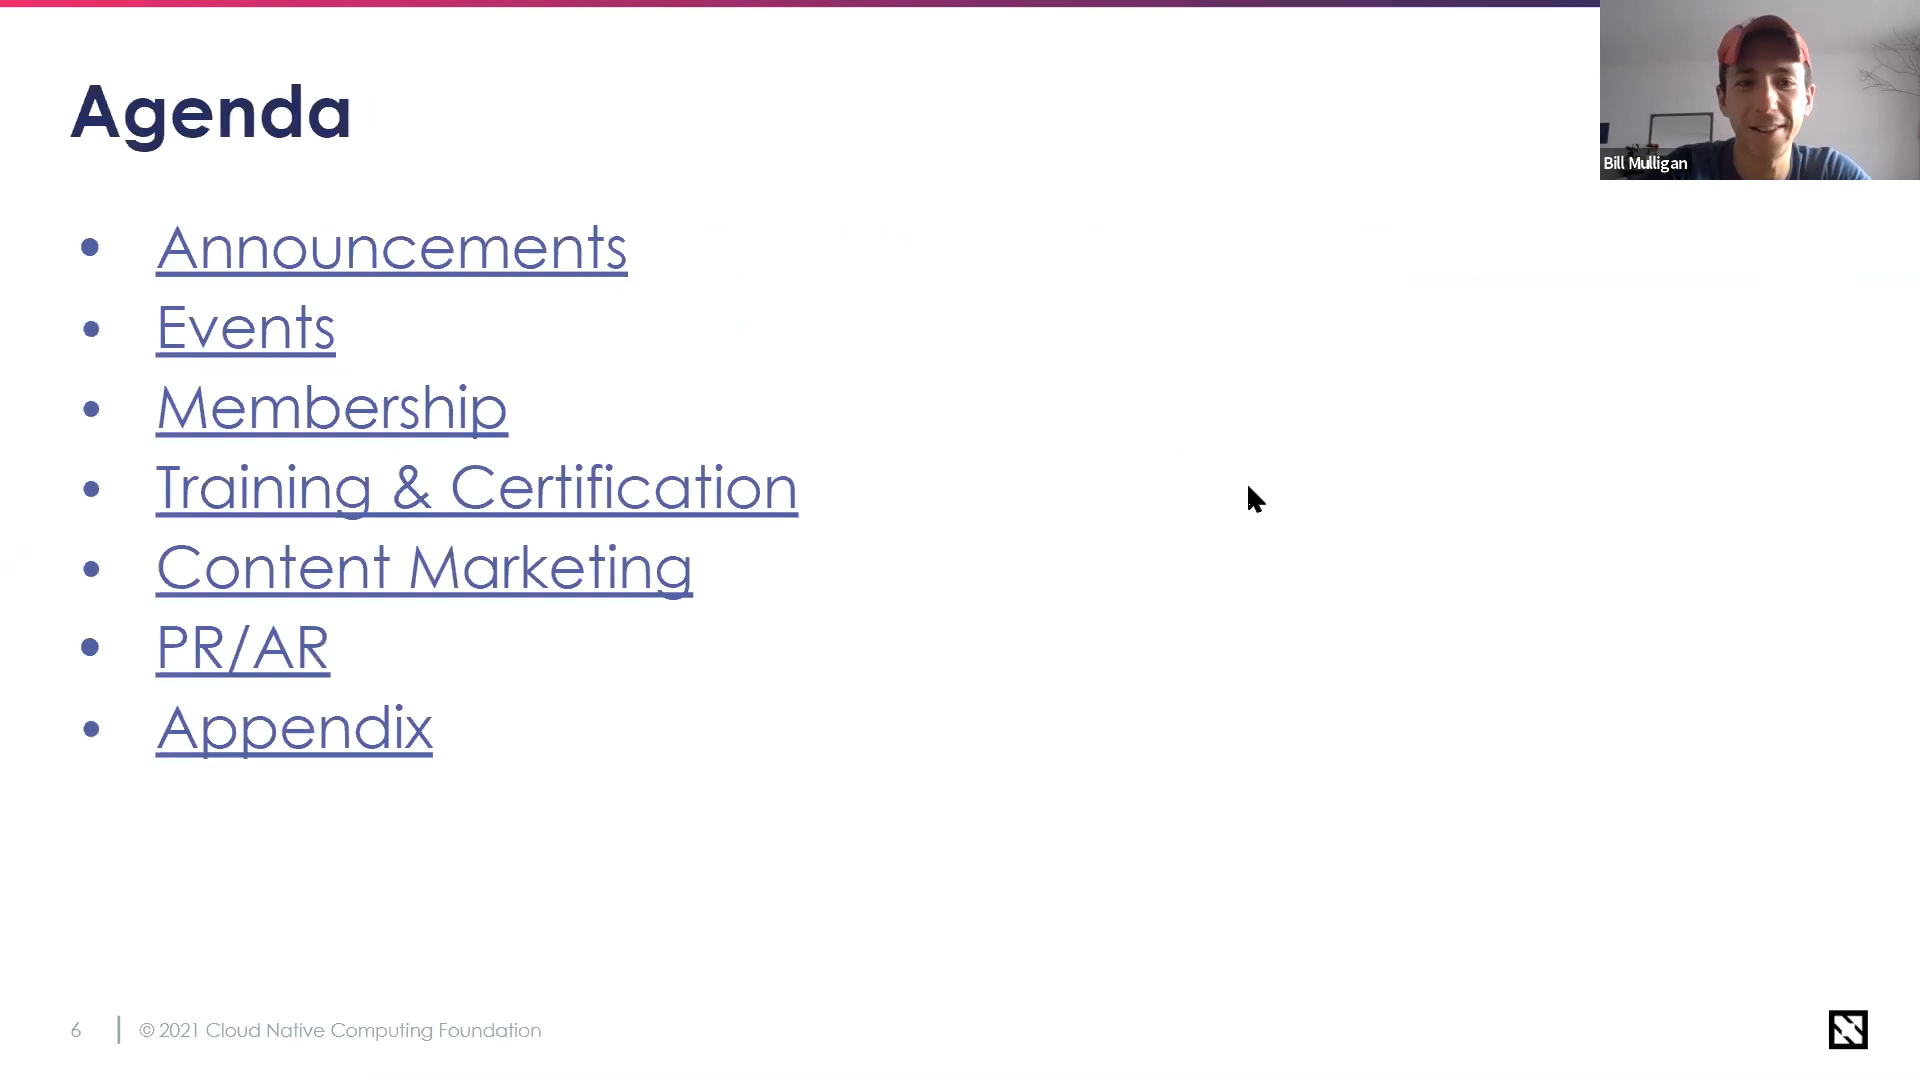 Agenda
Bill Mulligan
• Announcements
• Events
• Membership
• Training & Certification
• Content Marketing
• PR/AR
• Appendix
6 | © 2021 Cloud Native Computing Foundation